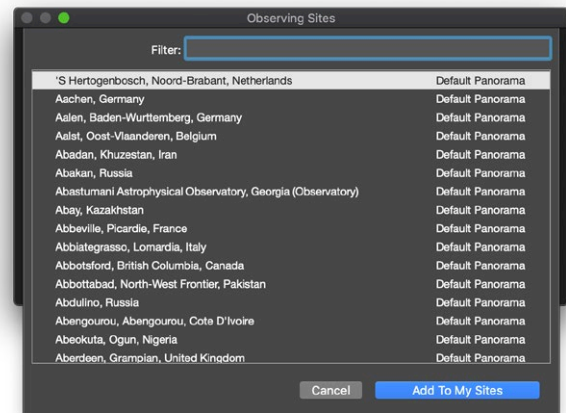 Observing Sites
Filter:
'S Hertogenbosch, Noord-Brabant, Netherlands Default Panorama
Aachen, Germany Default Panorama
Aalen, Baden-Wurttemberg, Germany Default Panorama
Aalst, Oost-Vlaanderen, Belgium Default Panorama
Abadan, Khuzestan, Iran Default Panorama
Abakan, Russia Default Panorama
Abastumani Astrophysical Observatory, Georgia (Observatory) Default Panorama
Abay, Kazakhstan Default Panorama
Abbeville, Picardie, France Default Panorama
Abbiategrasso, Lomardia, Italy Default Panorama
Abbotsford, British Columbia, Canada Default Panorama
Abbottabad, North-West Frontier, Pakistan Default Panorama
Abdulino, Russia Default Panorama
Abengourou, Abengourou, Cote D'Ivoire Default Panorama
Abeokuta, Ogun, Nigeria Default Panorama
Aberdeen, Grampian, United Kingdom Default Panorama
Cancel Add To My Sites